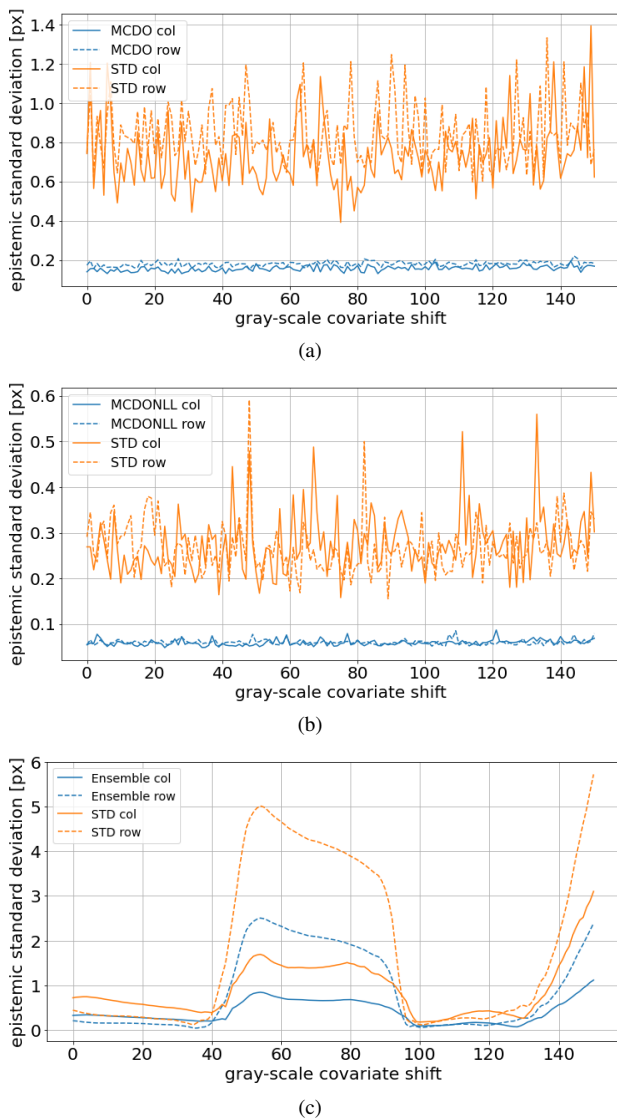 epistemic standard deviation [px]
1.4
1.2
1.0
0.8
0.6
0.4
0.2
MCDO col
MCDO row
STD col
STD row
0 20 40 60 80 100 120 140
gray-scale covariate shift
(a)
epistemic standard deviation [px]
0.6
0.5
0.4
0.3
0.2
0.1
MCDONLL col
MCDONLL row
STD col
STD row
0 20 40 60 80 100 120 140
gray-scale covariate shift
(b)
epistemic standard deviation [px]
6
5
4
3
2
1
0
Ensemble col
Ensemble row
STD col
STD row
0 20 40 60 80 100 120 140
gray-scale covariate shift
(c)